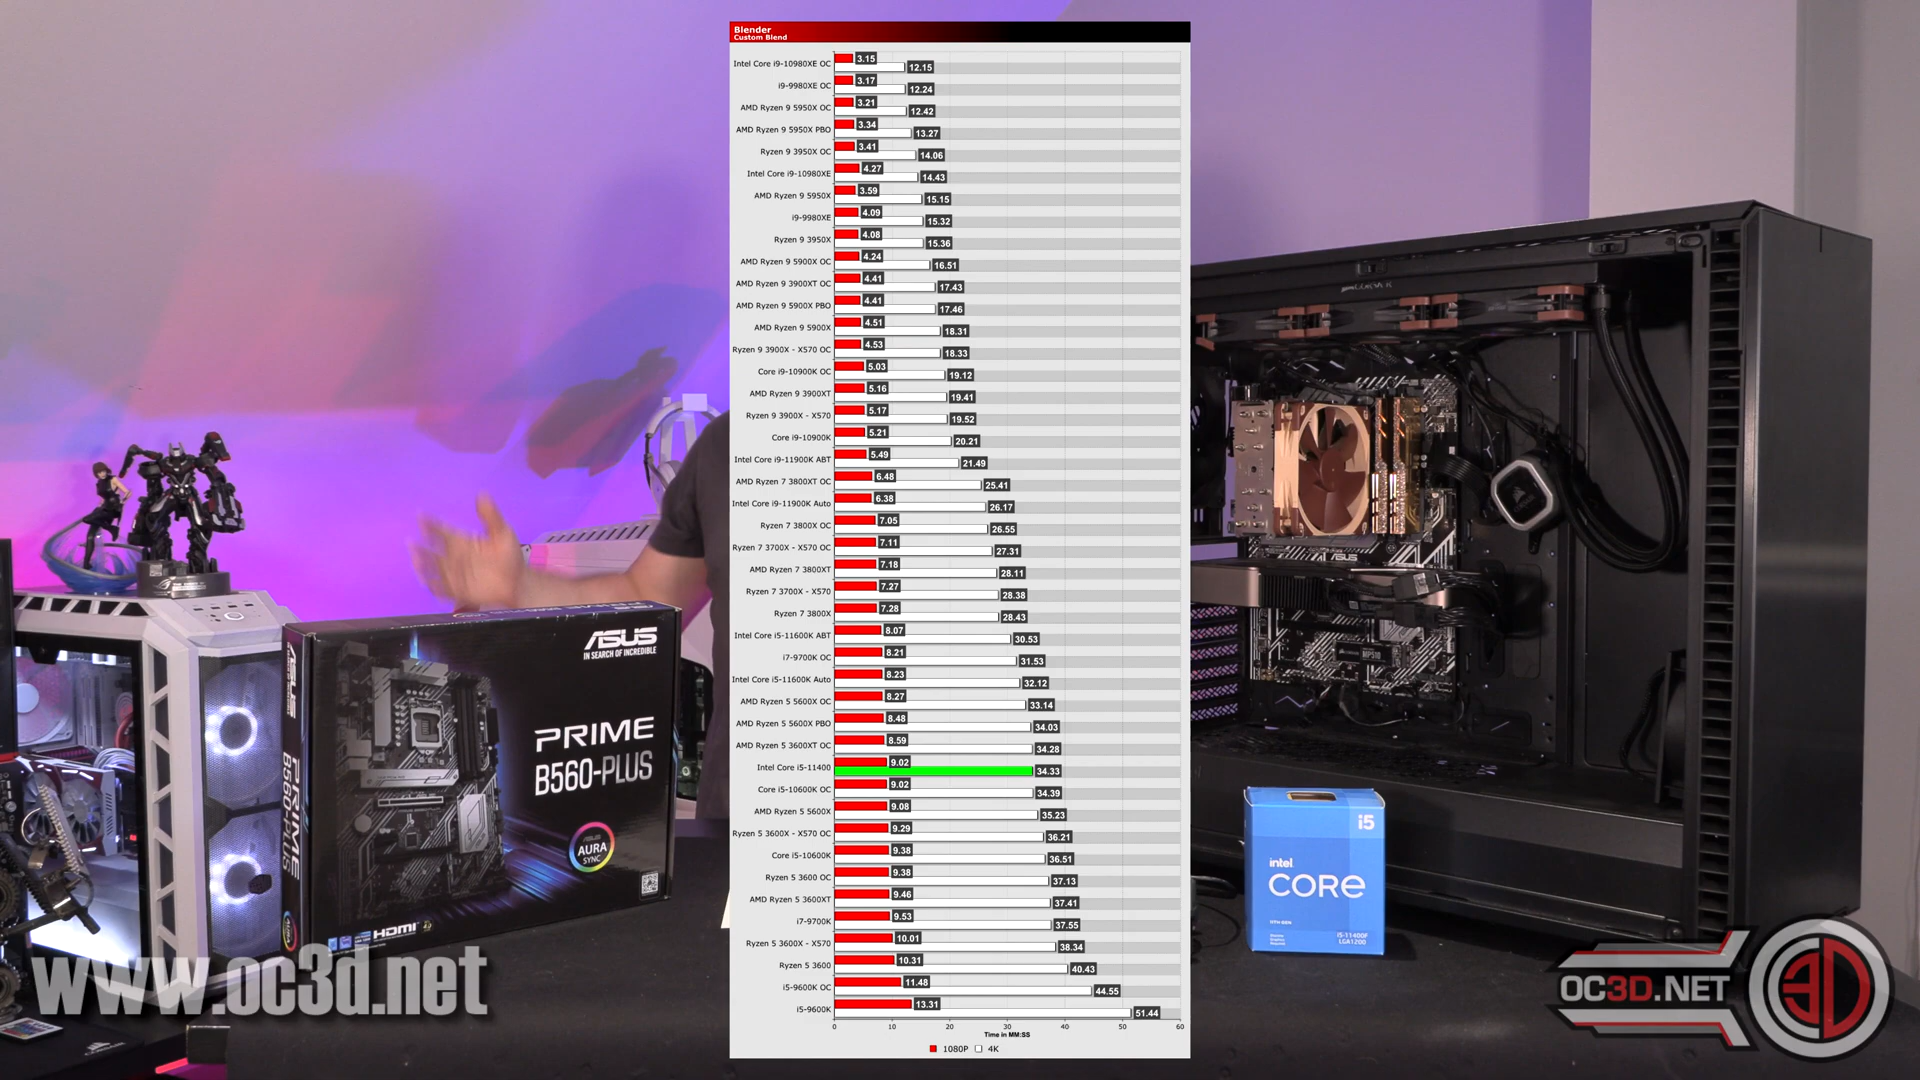 Blender
Custom Blend
Intel Core i9-10980XE OC 3.15 12.15
i9-9980XE OC 3.17 12.24
AMD Ryzen 9 5950X OC 3.21 12.42
AMD Ryzen 9 5950X PBO 3.34 13.27
Ryzen 9 3950X OC 3.41 14.06
Intel Core i9-10980XE 4.27 14.43
AMD Ryzen 9 5950X 3.59 15.15
i9-9980XE 4.09 15.32
Ryzen 9 3950X 4.08 15.36
AMD Ryzen 9 5900X OC 4.24 16.51
AMD Ryzen 9 3900XT OC 4.41 17.43
AMD Ryzen 9 5900X PBO 4.41 17.46
AMD Ryzen 9 5900X 4.51 18.31
Ryzen 9 3900X - X570 OC 4.53 18.33
Core i9-10900K OC 5.03 19.12
AMD Ryzen 9 3900XT 5.16 19.41
Ryzen 9 3900X - X570 5.17 19.52
Core i9-10900K 5.21 20.21
Intel Core i9-11900K ABT 5.49 21.49
AMD Ryzen 7 3800XT OC 6.48 25.41
Intel Core i9-11900K Auto 6.38 26.17
Ryzen 7 3800X OC 7.05 26.55
Ryzen 7 3700X - X570 OC 7.11 27.31
AMD Ryzen 7 3800XT 7.18 28.11
Ryzen 7 3700X - X570 7.27 28.38
Ryzen 7 3800X 7.28 28.43
Intel Core i5-11600K ABT 8.07 30.53
i7-9700K OC 8.21 31.53
Intel Core i5-11600K Auto 8.23 32.12
AMD Ryzen 5 5600X OC 8.27 33.14
AMD Ryzen 5 5600X PBO 8.48 34.03
AMD Ryzen 5 3600XT OC 8.59 34.28
Intel Core i5-11400 9.02 34.33
Core i5-10600K OC 9.02 34.39
AMD Ryzen 5 5600X 9.08 35.23
Ryzen 5 3600X - X570 OC 9.29 36.21
Core i5-10600K 9.38 36.51
Ryzen 5 3600 OC 9.38 37.13
AMD Ryzen 5 3600XT 9.46 37.41
i7-9700K 9.53 37.55
Ryzen 5 3600X - X570 10.01 38.34
Ryzen 5 3600 10.31 40.43
i5-9600K OC 11.48 44.55
i5-9600K 13.31 51.44
0 10 20 30 40 50 60
Time in MM:SS
1080P 4K
ASUS
IN SEARCH OF INCREDIBLE
PRIME
B560-PLUS
AURA
SYNC
HDMI
PRIME
B560-PLUS
ASUS
i5
intel
CORE
i5-11400F
LGA1200
www.oc3d.net
OC3D.NET
3D